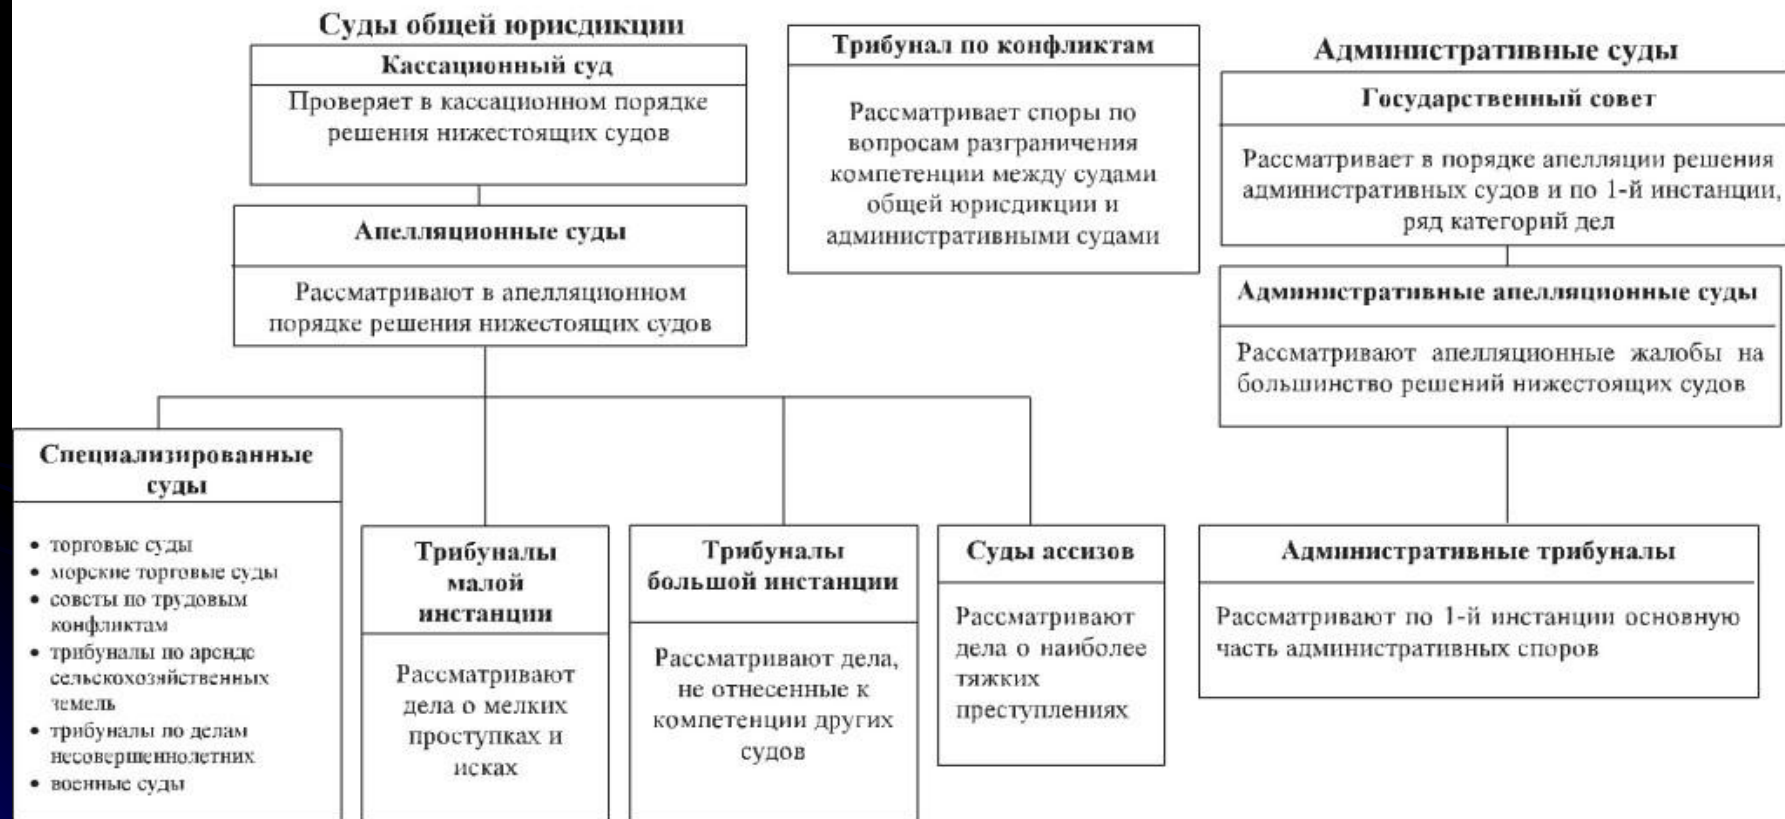 Суды общей юрисдикции
Кассационный суд
Проверяет в кассационном порядке
решения нижестоящих судов
Апелляционные суды
Рассматривают в апелляционном
порядке решения нижестоящих судов
Специализированные
суды
• торговые суды
• морские торговые суды
• советы по трудовым
конфликтам
• трибуналы по аренде
сельскохозяйственных
земель
• трибуналы по делам
несовершеннолетних
• военные суды
Трибуналы
малой
инстанции
Рассматривают
дела о мелких
проступках и
исках
Трибуналы
большой инстанции
Рассматривают дела,
не отнесенные к
компетенции других
судов
Суды ассизов
Рассматривают
дела о наиболее
тяжких
преступлениях
Трибунал по конфликтам
Рассматривает споры по
вопросам разграничения
компетенции между судами
общей юрисдикции и
административными судами
Административные суды
Государственный совет
Рассматривает в порядке апелляции решения
административных судов и по 1-й инстанции,
ряд категорий дел
Административные апелляционные суды
Рассматривают апелляционные жалобы на
большинство решений нижестоящих судов
Административные трибуналы
Рассматривают по 1-й инстанции основную
часть административных споров